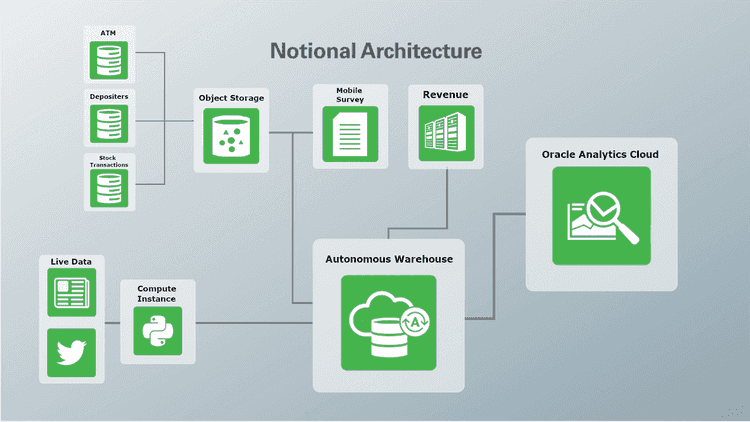 Notional Architecture
ATM
Depositers
Stock
Transactions
Object Storage
Mobile
Survey
Revenue
Oracle Analytics Cloud
Live Data
Compute
Instance
Autonomous Warehouse
A